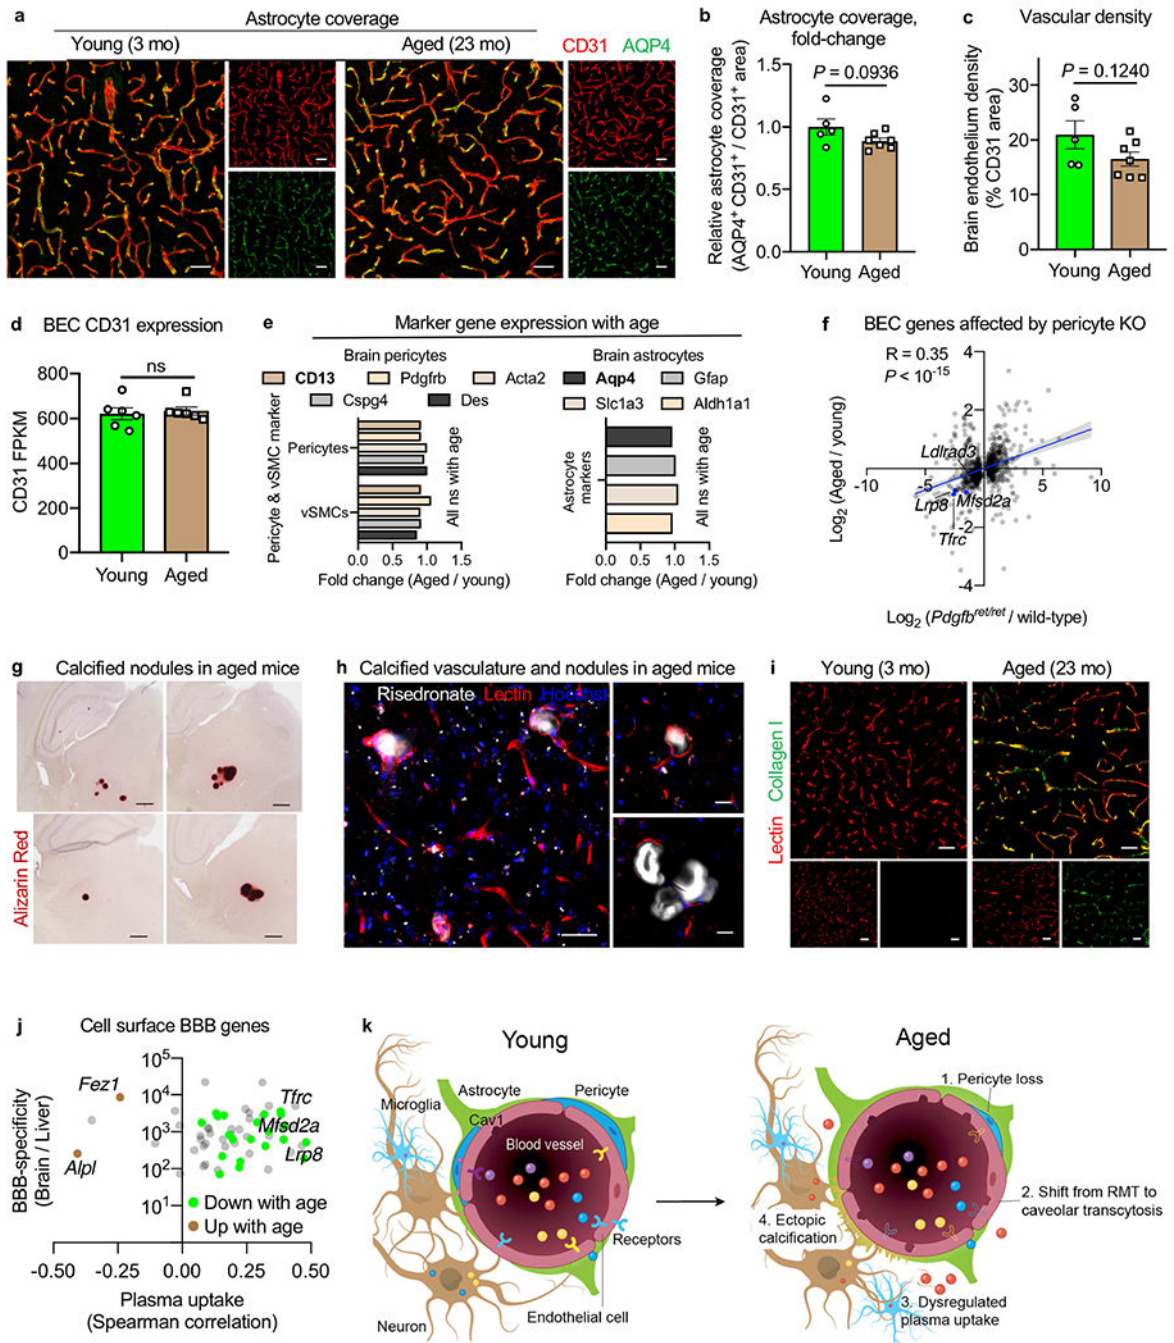 a
Astrocyte coverage
Young (3 mo)
Aged (23 mo)
CD31 AQP4
b
Astrocyte coverage,
fold-change
Relative astrocyte coverage
(AQP4+ CD31+ / CD31+ area)
1.5
1.0
0.5
0.0
P = 0.0936
Young Aged
c
Vascular density
Brain endothelium density
(% CD31 area)
30
20
10
0
P = 0.1240
Young Aged
d
BEC CD31 expression
CD31 FPKM
800
600
400
200
0
ns
Young Aged
e
Marker gene expression with age
Brain pericytes
CD13 Pdgfrb Acta2
Cspg4 Des
Pericyte & vSMC marker
Pericytes
vSMCs
All ns with age
0.0 0.5 1.0 1.5
Fold change (Aged / young)
Brain astrocytes
Aqp4 Gfap
Slc1a3 Aldh1a1
Astrocyte
markers
All ns with age
0.0 0.5 1.0 1.5
Fold change (Aged / young)
f
BEC genes affected by pericyte KO
R = 0.35
P < 10-15
4
2
-2
-4
-10 -5 5 10
Ldlrad3
Lrp8 Mfsd2a
Tfrc
Log2 (Aged / young)
Log2 (Pdgfbret/ret / wild-type)
g
Calcified nodules in aged mice
Alizarin Red
h
Calcified vasculature and nodules in aged mice
Risedronate Lectin Hoechst
i
Young (3 mo)
Aged (23 mo)
Lectin Collagen I
j
Cell surface BBB genes
BBB-specificity
(Brain / Liver)
105
104
103
102
101
Fez1
Alpl
Tfrc
Mfsd2a
Lrp8
Down with age
Up with age
-0.50 -0.25 0.00 0.25 0.50
Plasma uptake
(Spearman correlation)
k
Young
Astrocyte
Pericyte
Microglia
Cav1
Blood vessel
Receptors
Endothelial cell
Neuron
Aged
1. Pericyte loss
2. Shift from RMT to
caveolar transcytosis
4. Ectopic
calcification
3. Dysregulated
plasma uptake